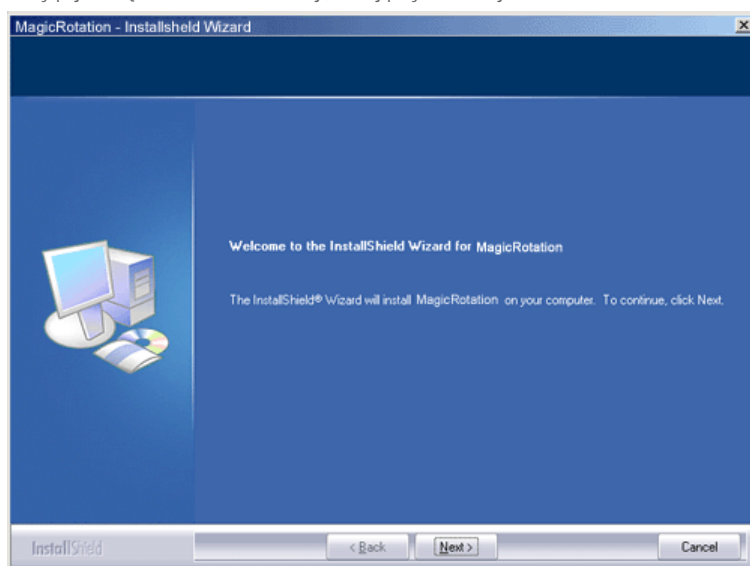 MagicRotation - Installsheld Wizard
Welcome to the InstallShield Wizard for MagicRotation
The InstallShield® Wizard will install MagicRotation on your computer. To continue, click Next.
InstallShield
< Back
Next >
Cancel